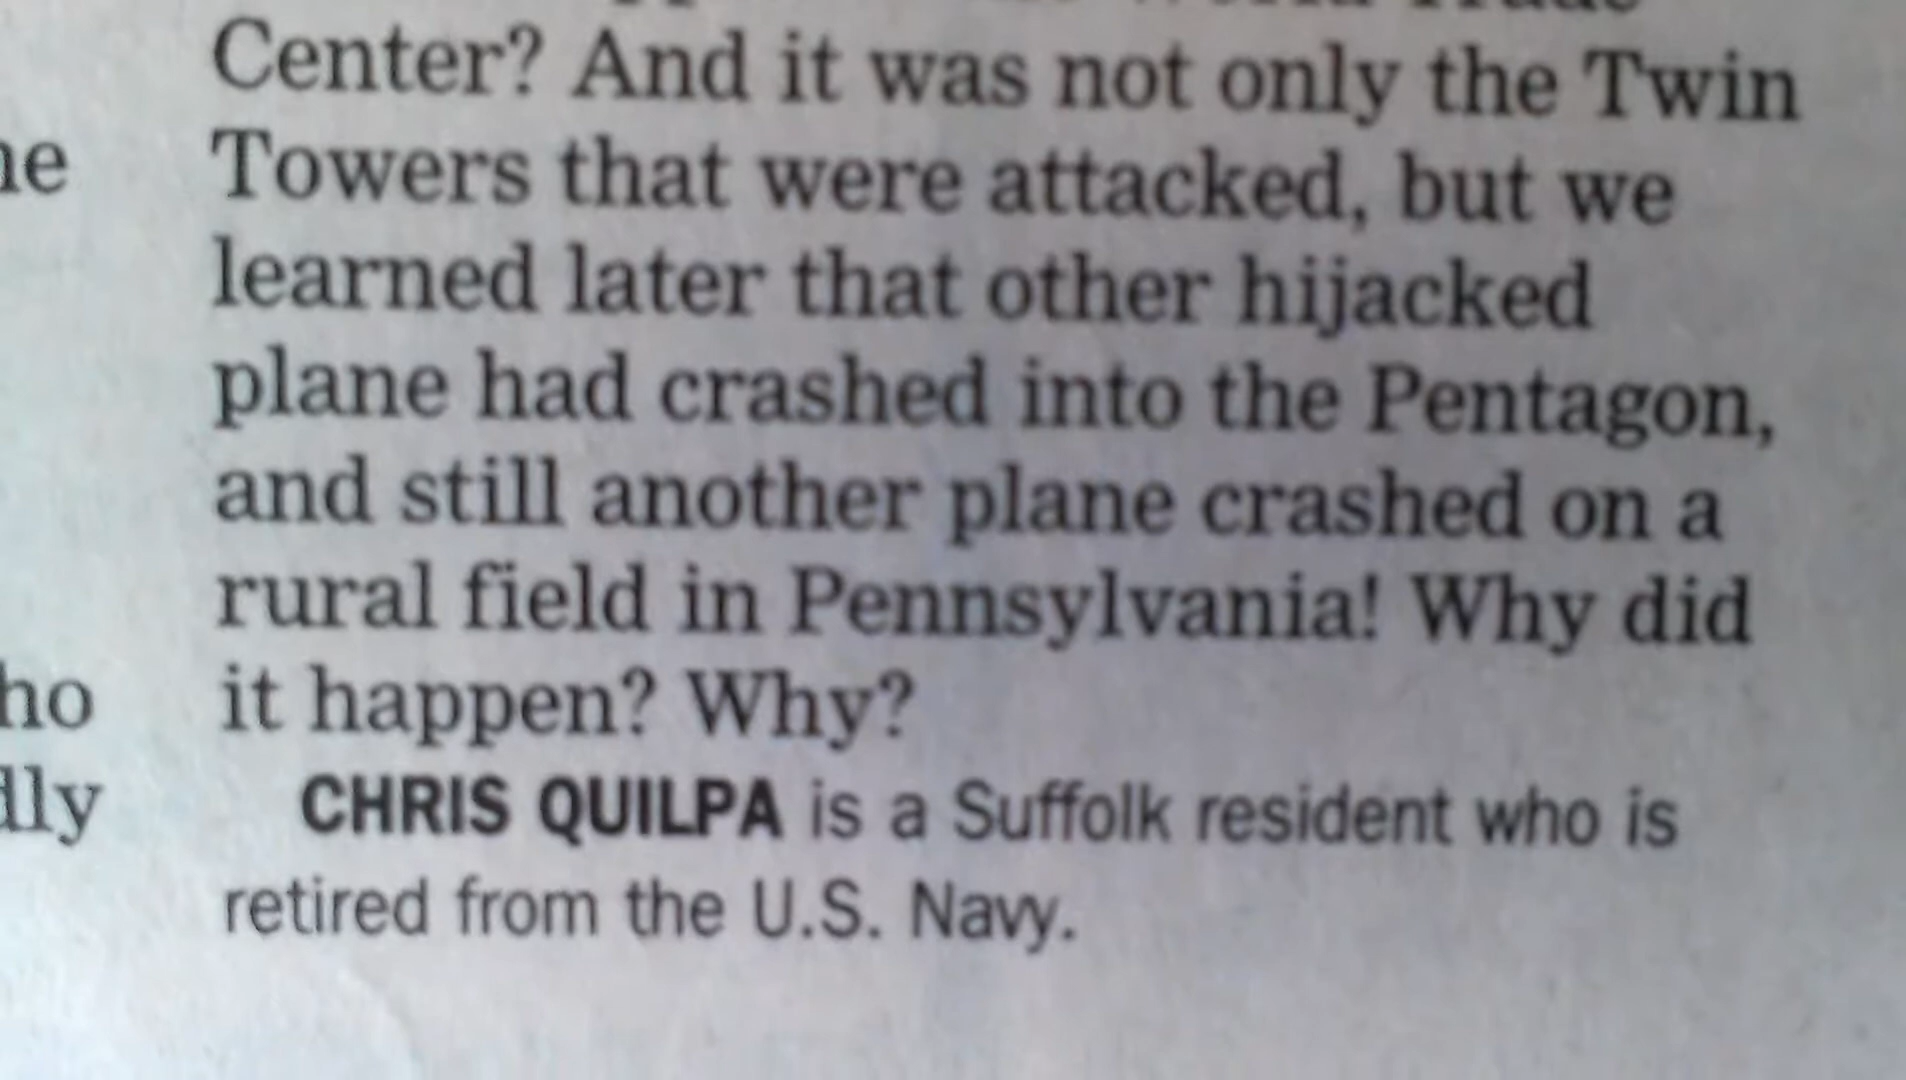 World Trade
Center? And it was not only the Twin
Towers that were attacked, but we
learned later that other hijacked
plane had crashed into the Pentagon,
and still another plane crashed on a
rural field in Pennsylvania! Why did
it happen? Why?
CHRIS QUILPA is a Suffolk resident who is
retired from the U.S. Navy.